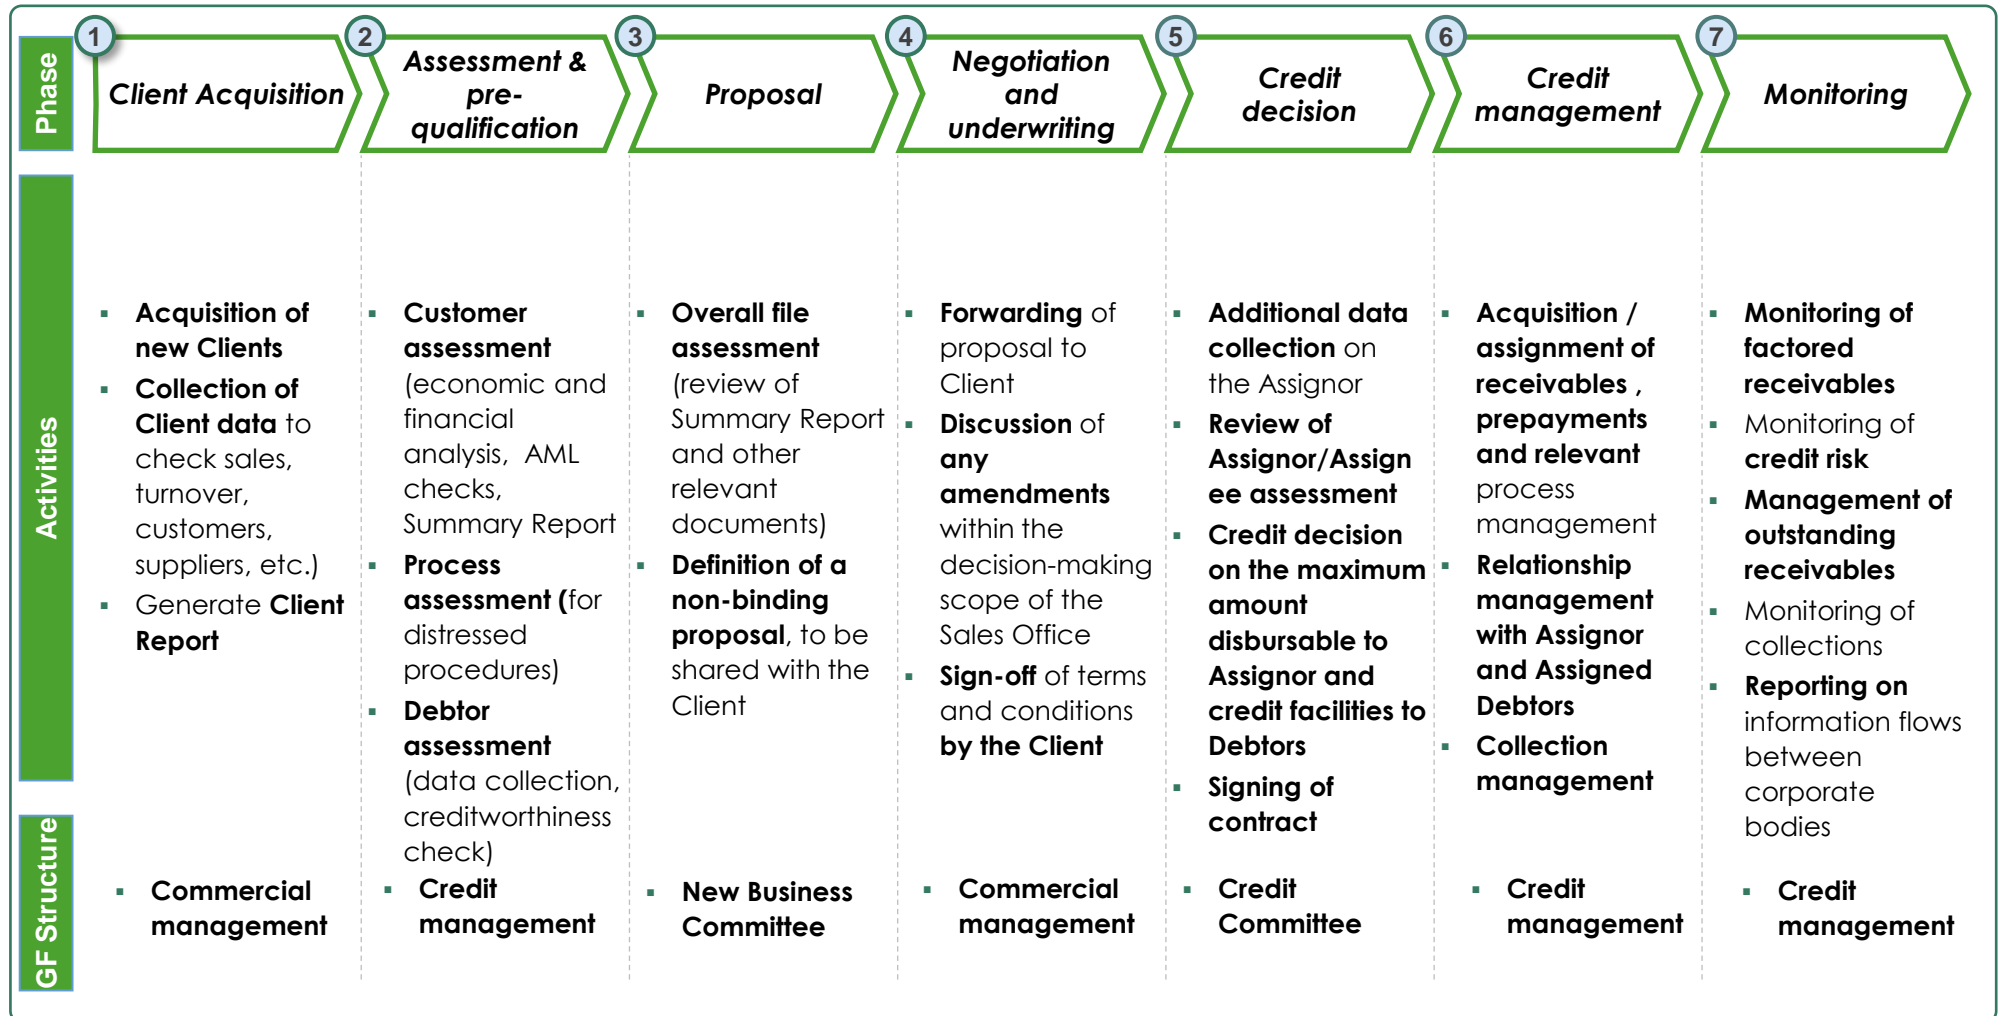 Phase
1
Client Acquisition
2
Assessment &
pre-
qualification
3
Proposal
4
Negotiation
and
underwriting
5
Credit
decision
6
Credit
management
7
Monitoring
Activities
▪ Acquisition of
new Clients
▪ Collection of
Client data to
check sales,
turnover,
customers,
suppliers, etc.)
▪ Generate Client
Report
▪ Customer
assessment
(economic and
financial
analysis, AML
checks,
Summary Report
▪ Process
assessment (for
distressed
procedures)
▪ Debtor
assessment
(data collection,
creditworthiness
check)
▪ Overall file
assessment
(review of
Summary Report
and other
relevant
documents)
▪ Definition of a
non-binding
proposal, to be
shared with the
Client
▪ Forwarding of
proposal to
Client
▪ Discussion of
any
amendments
within the
decision-making
scope of the
Sales Office
▪ Sign-off of terms
and conditions
by the Client
▪ Additional data
collection on
the Assignor
▪ Review of
Assignor/Assign
ee assessment
▪ Credit decision
on the maximum
amount
disbursable to
Assignor and
credit facilities to
Debtors
▪ Signing of
contract
▪ Acquisition /
assignment of
receivables ,
prepayments
and relevant
process
management
▪ Relationship
management
with Assignor
and Assigned
Debtors
▪ Collection
management
▪ Monitoring of
factored
receivables
▪ Monitoring of
credit risk
▪ Management of
outstanding
receivables
▪ Monitoring of
collections
▪ Reporting on
information flows
between
corporate
bodies
GF Structure
▪ Commercial
management
▪ Credit
management
▪ New Business
Committee
▪ Commercial
management
▪ Credit
Committee
▪ Credit
management
▪ Credit
management